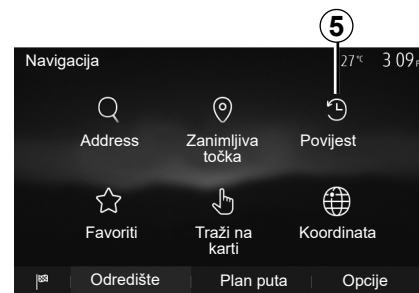 5
Navigacija 27°C 3 09
Address Zanimljiva točka Povijest
Favoriti Traži na karti Koordinata
Odredište Plan puta Opcije